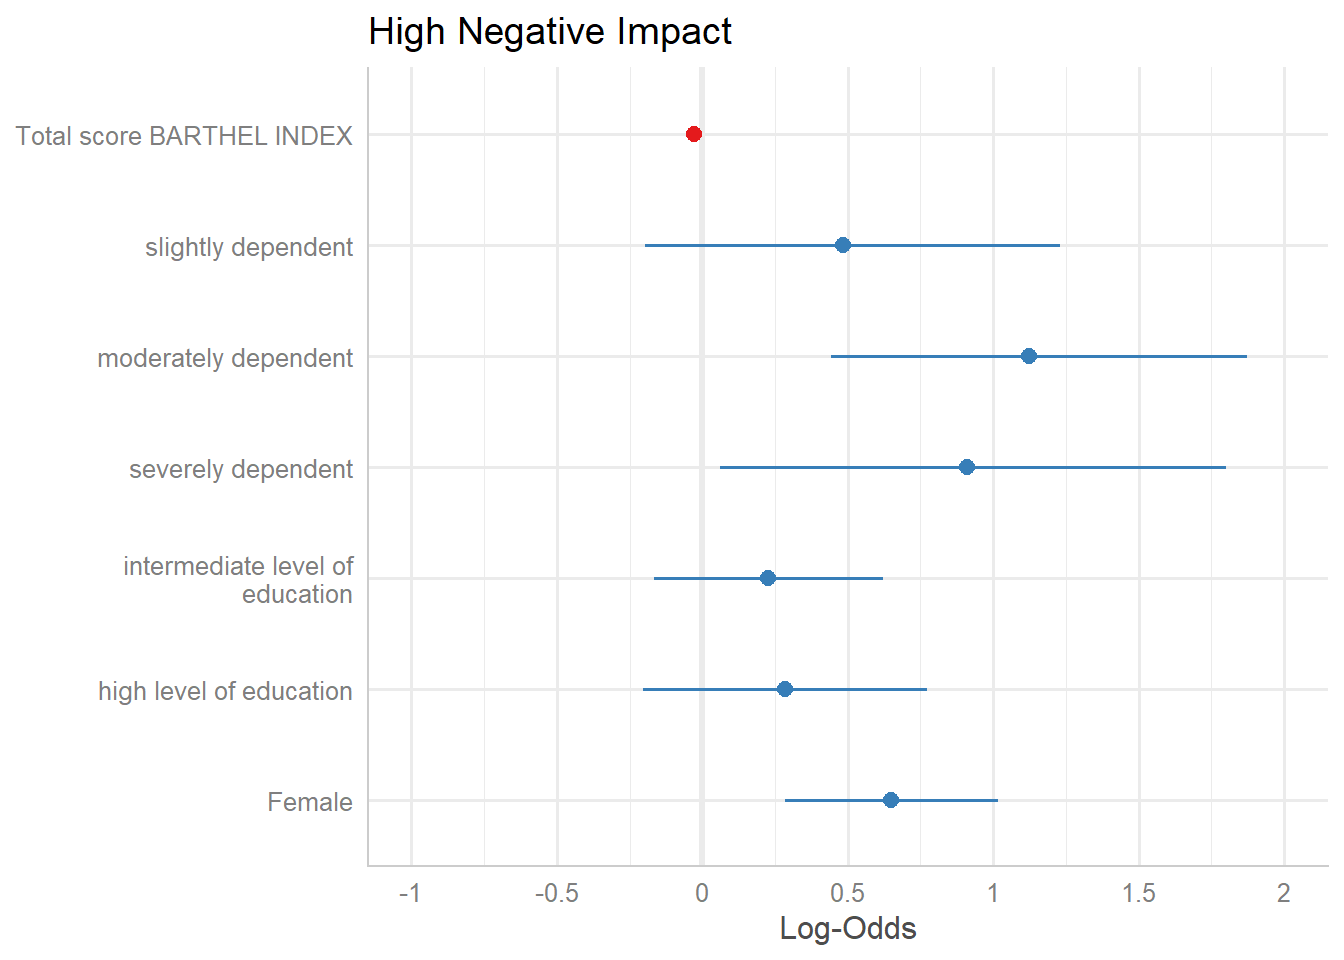 High Negative Impact
Total score BARTHEL INDEX
slightly dependent
moderately dependent
severely dependent
intermediate level of
education
high level of education
Female
-1 -0.5 0 0.5 1 1.5 2
Log-Odds